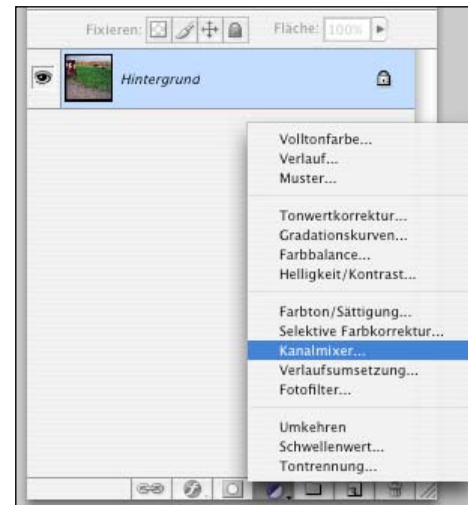 Fixieren: Fläche: 100%
Hintergrund
Volltonfarbe...
Verlauf...
Muster...
Tonwertkorrektur...
Gradationskurven...
Farbbalance...
Helligkeit/Kontrast...
Farbton/Sättigung...
Selektive Farbkorrektur...
Kanalmixer...
Verlaufsumsetzung...
Fotofilter...
Umkehren
Schwellenwert...
Tontrennung...